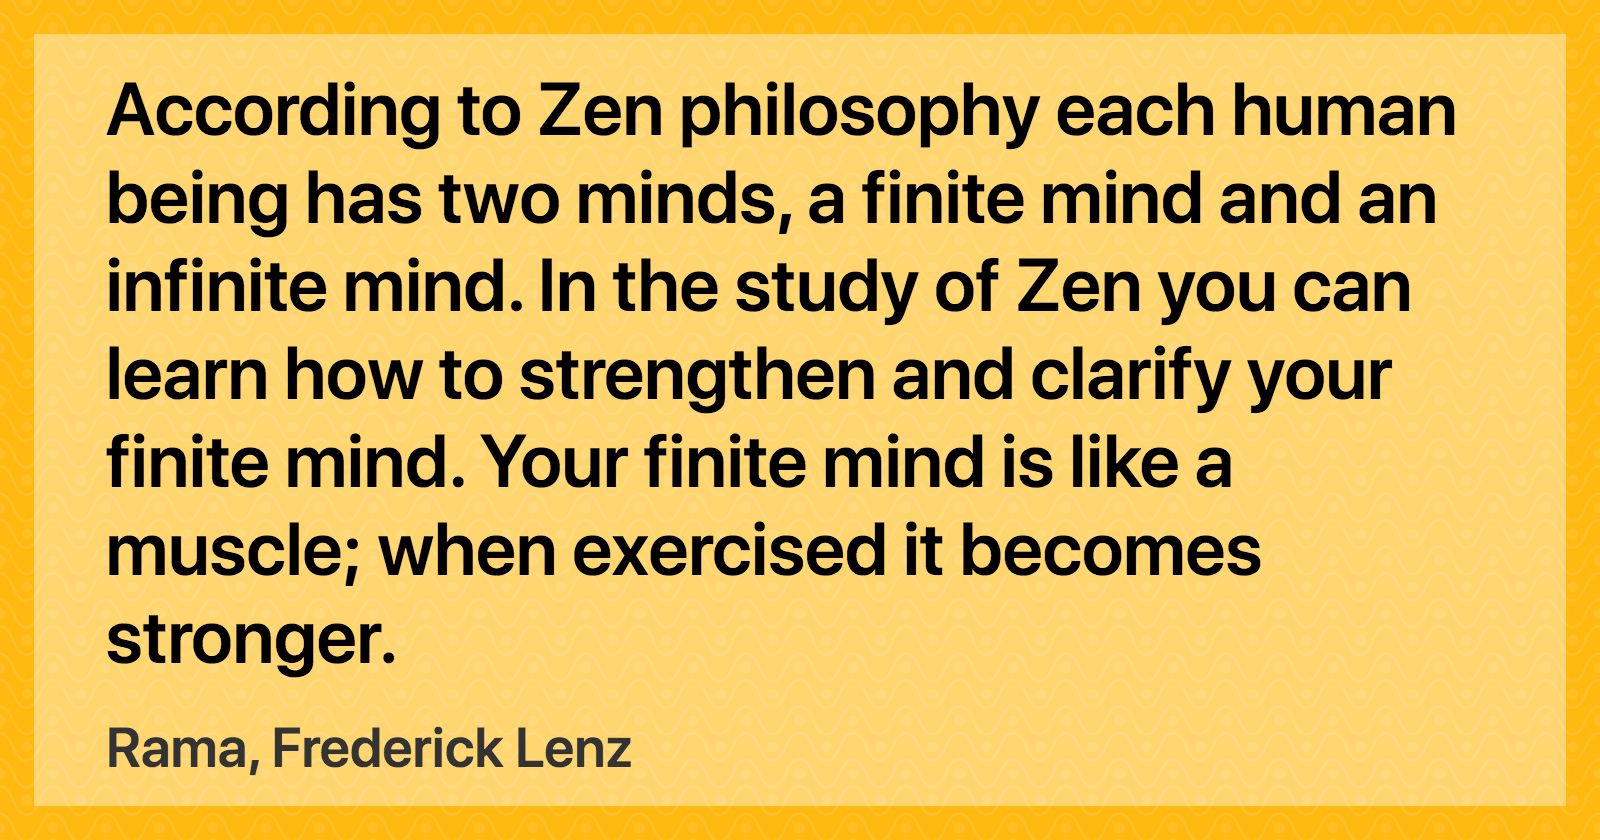 According to Zen philosophy each human
being has two minds, a finite mind and an
infinite mind. In the study of Zen you can
learn how to strengthen and clarify your
finite mind. Your finite mind is like a
muscle; when exercised it becomes
stronger.
Rama, Frederick Lenz